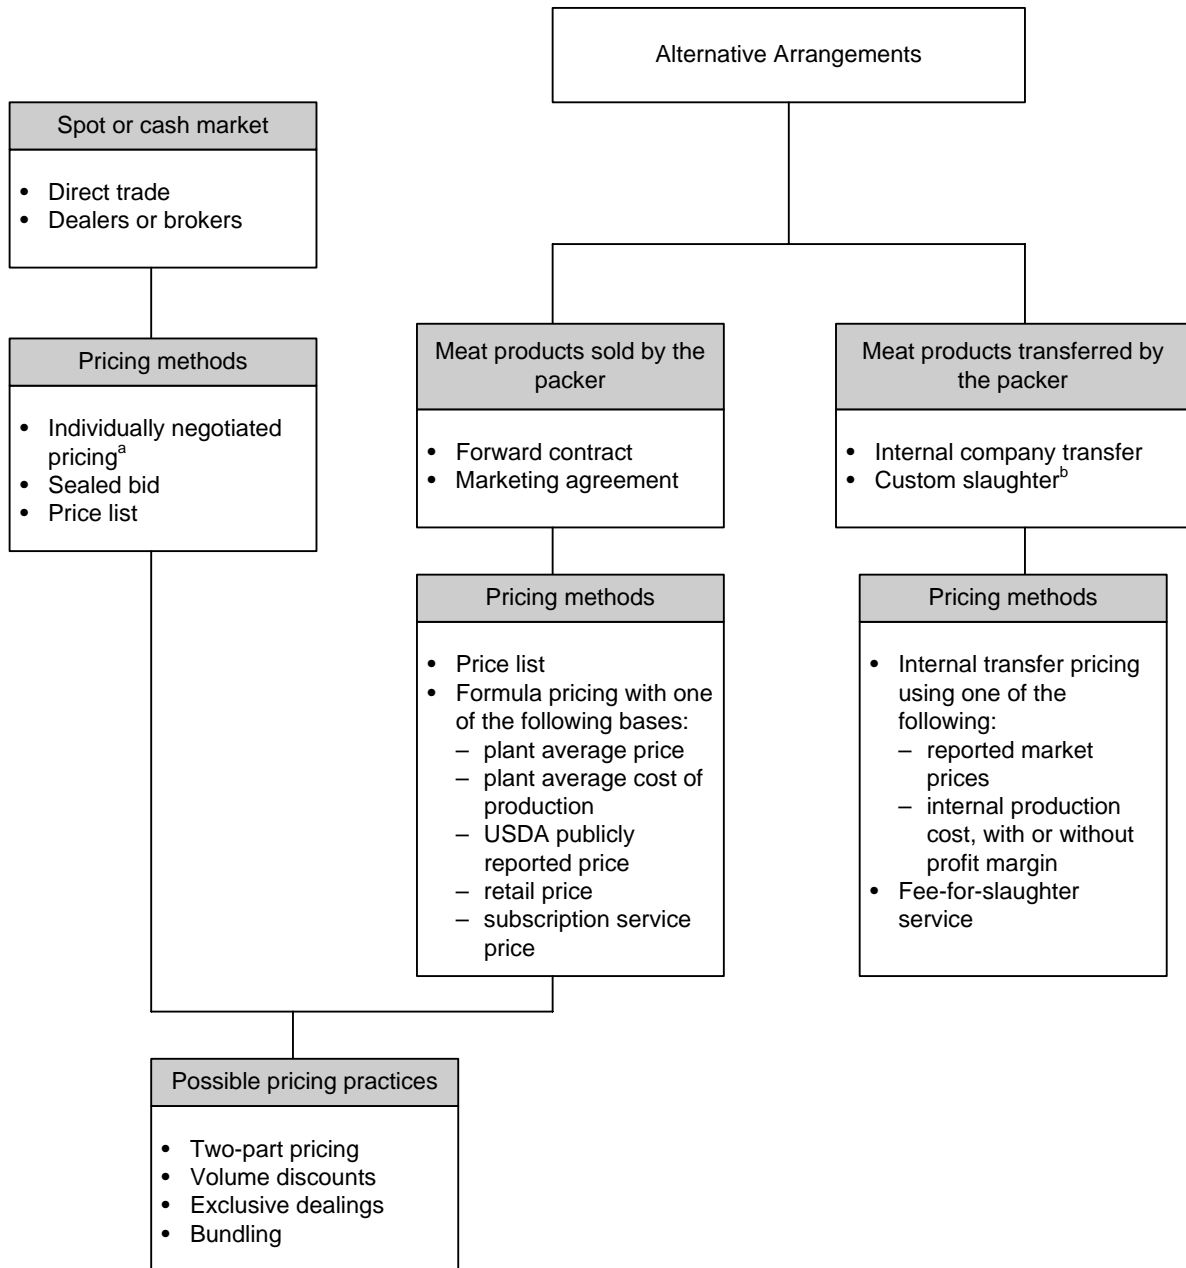 Alternative Arrangements
Spot or cash market
• Direct trade
• Dealers or brokers
Pricing methods
• Individually negotiated
pricingᵃ
• Sealed bid
• Price list
Meat products sold by the
packer
• Forward contract
• Marketing agreement
Meat products transferred by
the packer
• Internal company transfer
• Custom slaughterᵇ
Pricing methods
• Price list
• Formula pricing with one
of the following bases:
– plant average price
– plant average cost of
production
– USDA publicly
reported price
– retail price
– subscription service
price
Pricing methods
• Internal transfer pricing
using one of the
following:
– reported market
prices
– internal production
cost, with or without
profit margin
• Fee-for-slaughter
service
Possible pricing practices
• Two-part pricing
• Volume discounts
• Exclusive dealings
• Bundling